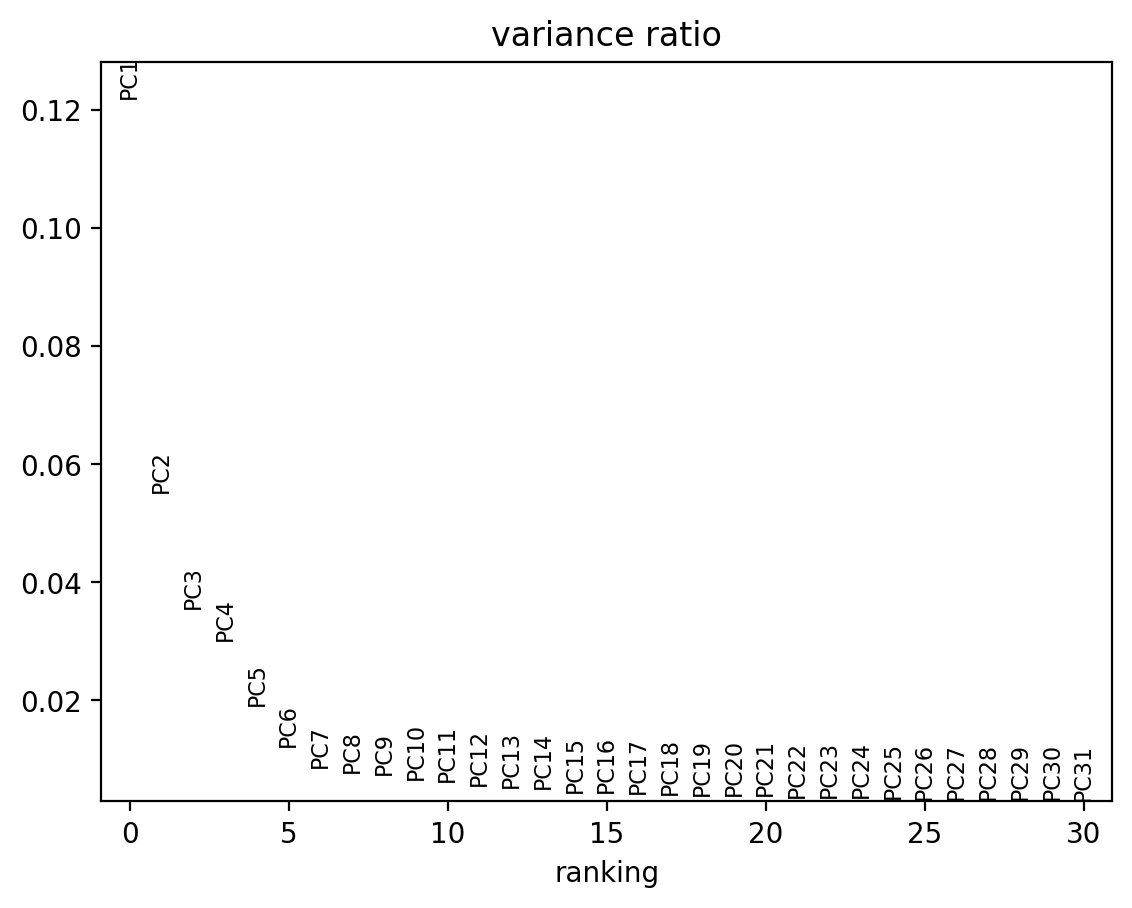 variance ratio
0.12
0.10
0.08
0.06
0.04
0.02
PC1
PC2
PC3
PC4
PC5
PC6
PC7
PC8
PC9
PC10
PC11
PC12
PC13
PC14
PC15
PC16
PC17
PC18
PC19
PC20
PC21
PC22
PC23
PC24
PC25
PC26
PC27
PC28
PC29
PC30
PC31
0 5 10 15 20 25 30
ranking